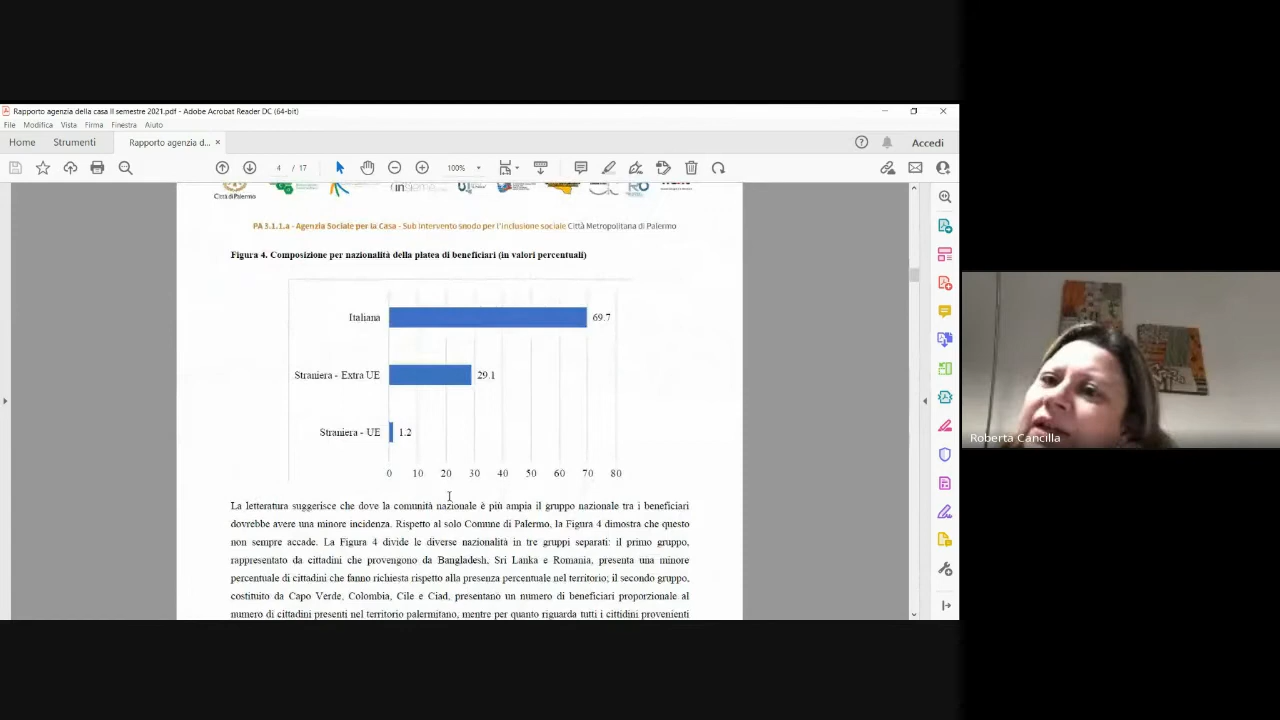 Rapporto agenzia della casa II semestre 2021.pdf - Adobe Acrobat Reader DC (64-bit)
File Modifica Vista Firma Finestra Aiuto
Home Strumenti Rapporto agenzia d... × Accedi
4 / 17 100%
Città di Palermo
PA 3.1.1.a - Agenzia Sociale per la Casa - Sub intervento snodo per l'inclusione sociale Città Metropolitana di Palermo
Figura 4. Composizione per nazionalità della platea di beneficiari (in valori percentuali)
Italiana 69.7
Straniera - Extra UE 29.1
Straniera - UE 1.2
0 10 20 30 40 50 60 70 80
La letteratura suggerisce che dove la comunità nazionale è più ampia il gruppo nazionale tra i beneficiari
dovrebbe avere una minore incidenza. Rispetto al solo Comune di Palermo, la Figura 4 dimostra che questo
non sempre accade. La Figura 4 divide le diverse nazionalità in tre gruppi separati: il primo gruppo,
rappresentato da cittadini che provengono da Bangladesh, Sri Lanka e Romania, presenta una minore
percentuale di cittadini che fanno richiesta rispetto alla presenza percentuale nel territorio; il secondo gruppo,
costituito da Capo Verde, Colombia, Cile e Ciad, presentano un numero di beneficiari proporzionale al
numero di cittadini presenti nel territorio palermitano, mentre per quanto riguarda tutti i cittidini provenienti
Roberta Cancilla